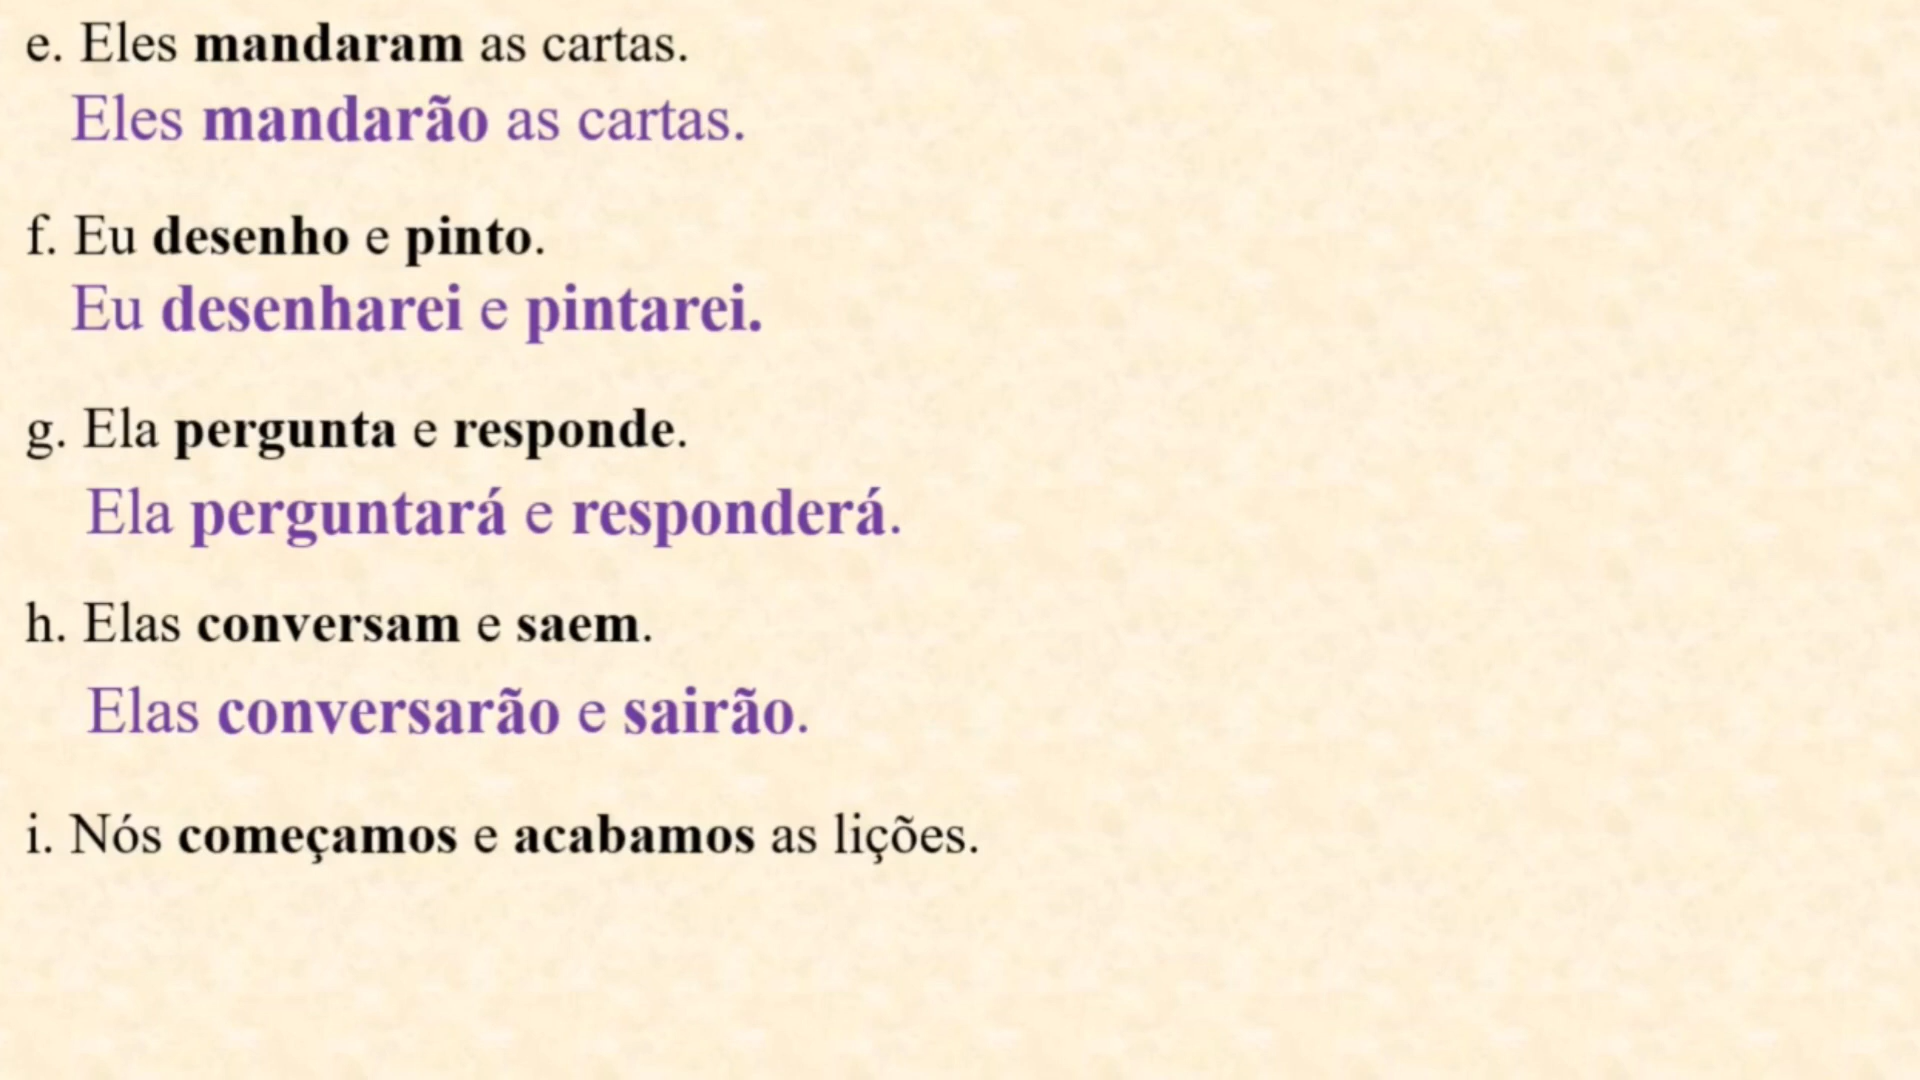 e. Eles mandaram as cartas.
Eles mandarão as cartas.
f. Eu desenho e pinto.
Eu desenharei e pintarei.
g. Ela pergunta e responde.
Ela perguntará e responderá.
h. Elas conversam e saem.
Elas conversarão e sairão.
i. Nós começamos e acabamos as lições.